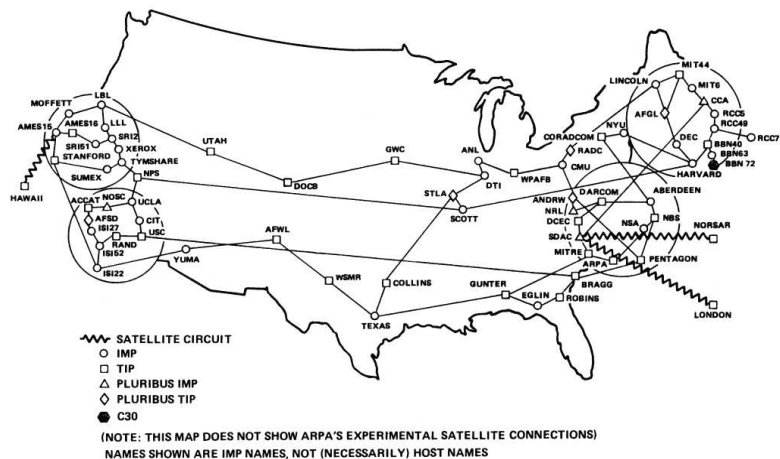 MIT44
LINCOLN
MIT6
CCA
RCC5
RCC49
RCC7
AFGL
DEC
BBN40
BBN63
BBN 72
HARVARD
CORADCOM
NYU
RADC
CMU
LBL
MOFFETT
AMES15
AMES16
LLL
SRI2
SRI51
XEROX
STANFORD
TYMSHARE
SUMEX
NPS
HAWAII
UTAH
GWC
DOCB
ANL
DTI
WPAFB
STLA
SCOTT
ACCAT
NOSC
UCLA
AFSD
ISI27
CIT
RAND
USC
ISI52
ISI22
YUMA
AFWL
WSMR
COLLINS
TEXAS
GUNTER
EGLIN
ROBINS
BRAGG
ANDRW
DARCOM
ABERDEEN
NRL
DCEC
NSA
NBS
SDAC
NORSAR
MITRE
ARPA
PENTAGON
LONDON
SATELLITE CIRCUIT
IMP
TIP
PLURIBUS IMP
PLURIBUS TIP
C30
(NOTE: THIS MAP DOES NOT SHOW ARPA'S EXPERIMENTAL SATELLITE CONNECTIONS)
NAMES SHOWN ARE IMP NAMES, NOT (NECESSARILY) HOST NAMES